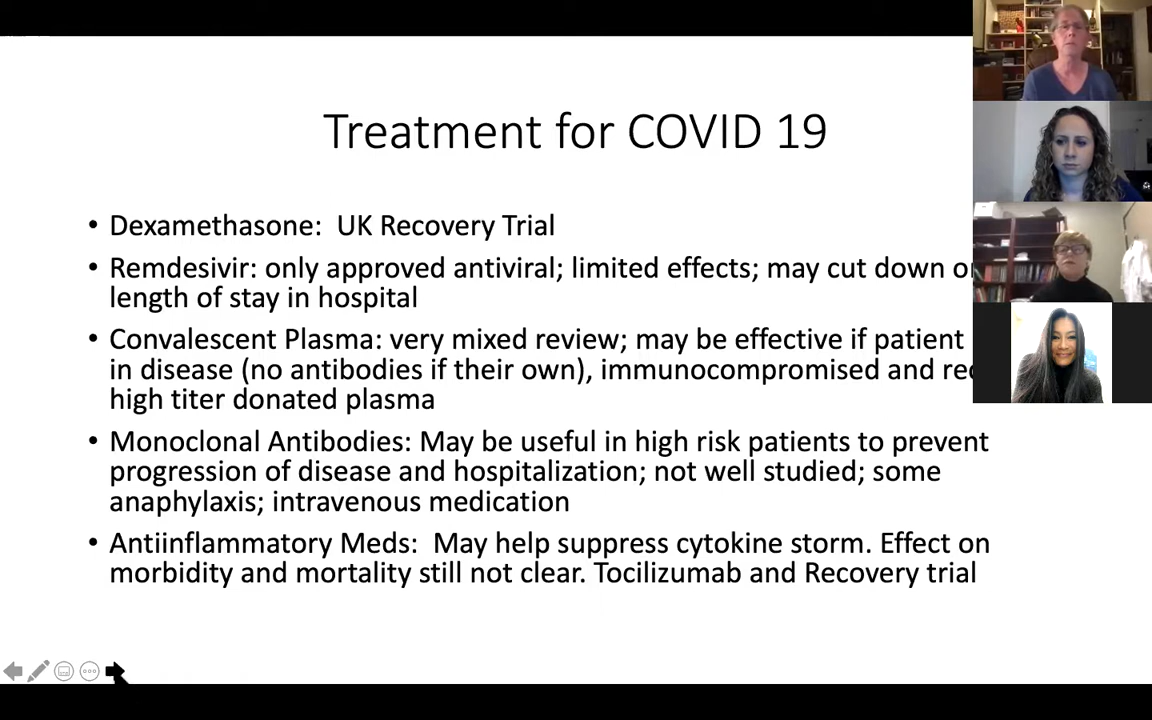 Treatment for COVID 19
• Dexamethasone:  UK Recovery Trial
• Remdesivir: only approved antiviral; limited effects; may cut down
length of stay in hospital
• Convalescent Plasma: very mixed review; may be effective if patient
in disease (no antibodies if their own), immunocompromised and
high titer donated plasma
• Monoclonal Antibodies: May be useful in high risk patients to prevent
progression of disease and hospitalization; not well studied; some
anaphylaxis; intravenous medication
• Antiinflammatory Meds:  May help suppress cytokine storm. Effect on
morbidity and mortality still not clear. Tocilizumab and Recovery trial